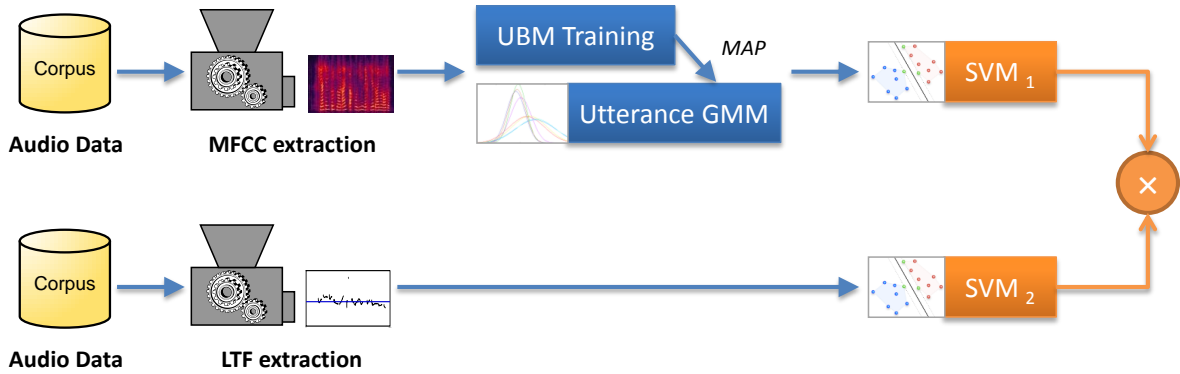 Corpus
Audio Data
MFCC extraction
UBM Training
MAP
Utterance GMM
SVM 1
×
Corpus
Audio Data
LTF extraction
SVM 2